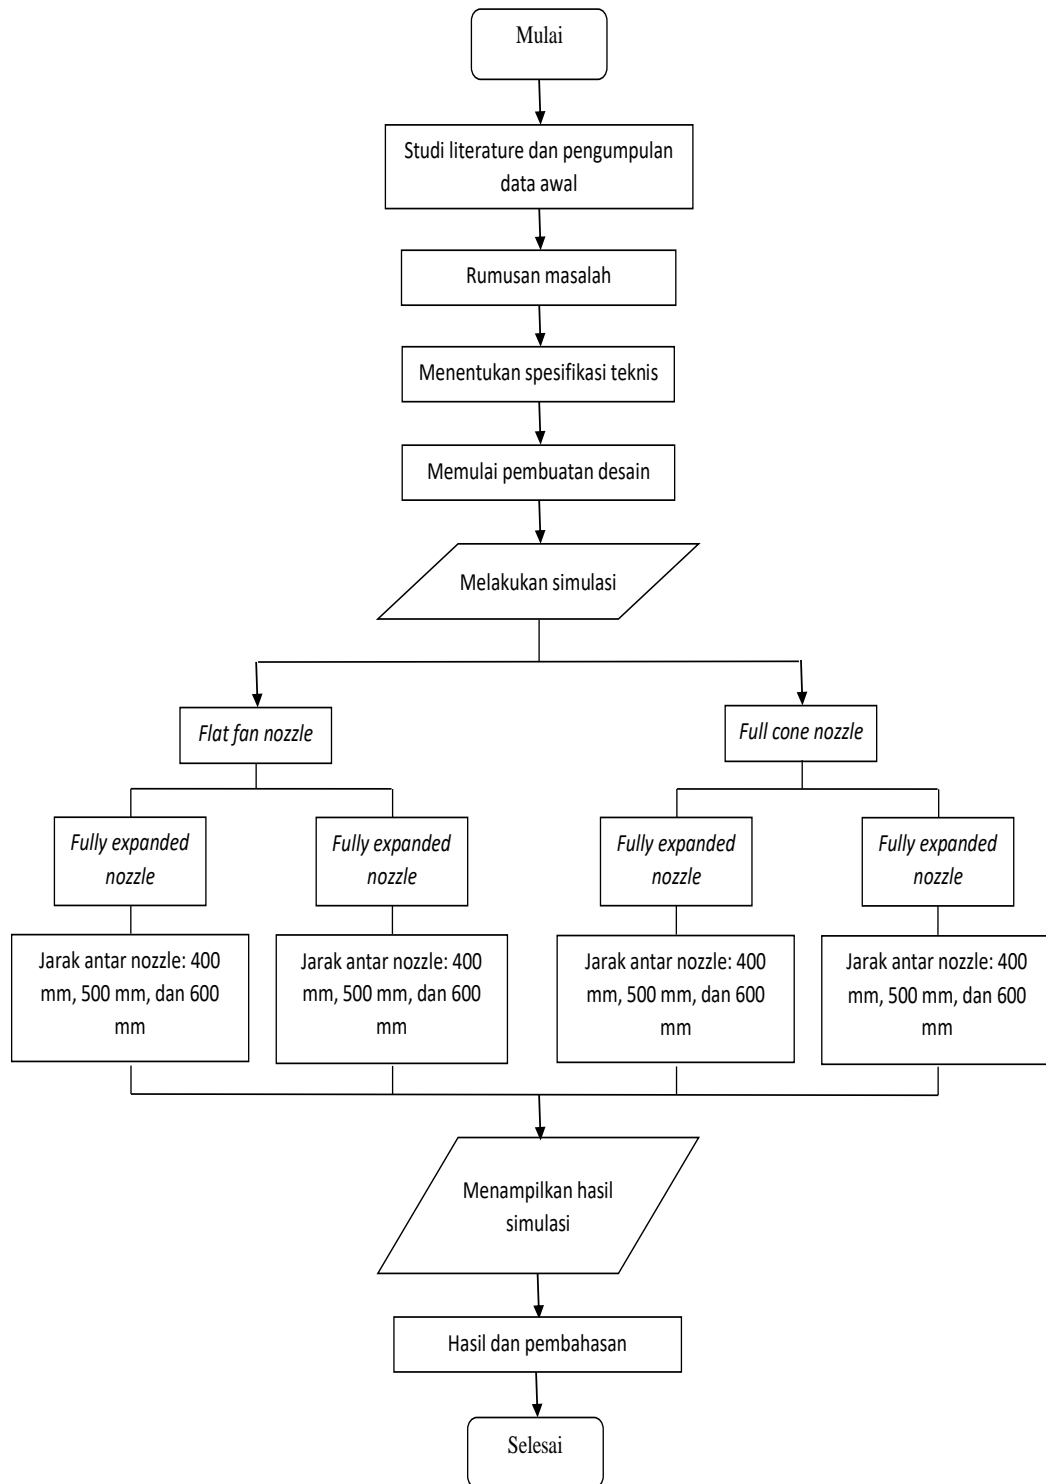 Mulai
Studi literature dan pengumpulan
data awal
Rumusan masalah
Menentukan spesifikasi teknis
Memulai pembuatan desain
Melakukan simulasi
Flat fan nozzle
Full cone nozzle
Fully expanded
nozzle
Fully expanded
nozzle
Fully expanded
nozzle
Fully expanded
nozzle
Jarak antar nozzle: 400
mm, 500 mm, dan 600
mm
Jarak antar nozzle: 400
mm, 500 mm, dan 600
mm
Jarak antar nozzle: 400
mm, 500 mm, dan 600
mm
Jarak antar nozzle: 400
mm, 500 mm, dan 600
mm
Menampilkan hasil
simulasi
Hasil dan pembahasan
Selesai